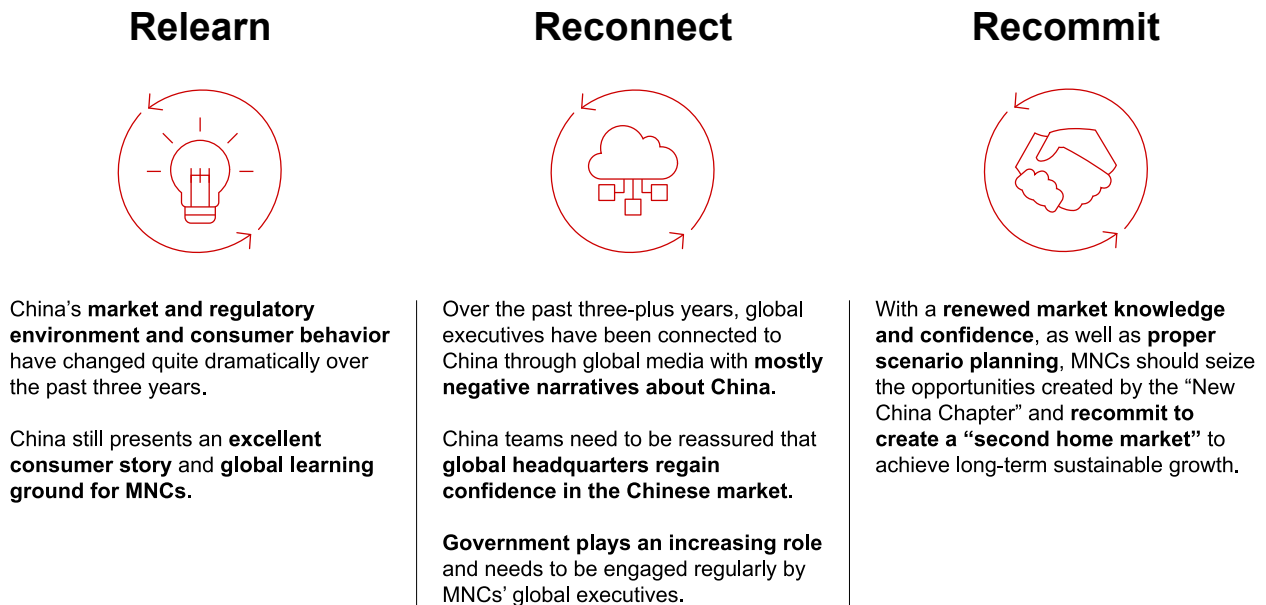 Relearn
China's market and regulatory
environment and consumer behavior
have changed quite dramatically over
the past three years.
China still presents an excellent
consumer story and global learning
ground for MNCs.
Reconnect
Over the past three-plus years, global
executives have been connected to
China through global media with mostly
negative narratives about China.
China teams need to be reassured that
global headquarters regain
confidence in the Chinese market.
Government plays an increasing role
and needs to be engaged regularly by
MNCs' global executives.
Recommit
With a renewed market knowledge
and confidence, as well as proper
scenario planning, MNCs should seize
the opportunities created by the “New
China Chapter” and recommit to
create a “second home market” to
achieve long-term sustainable growth.